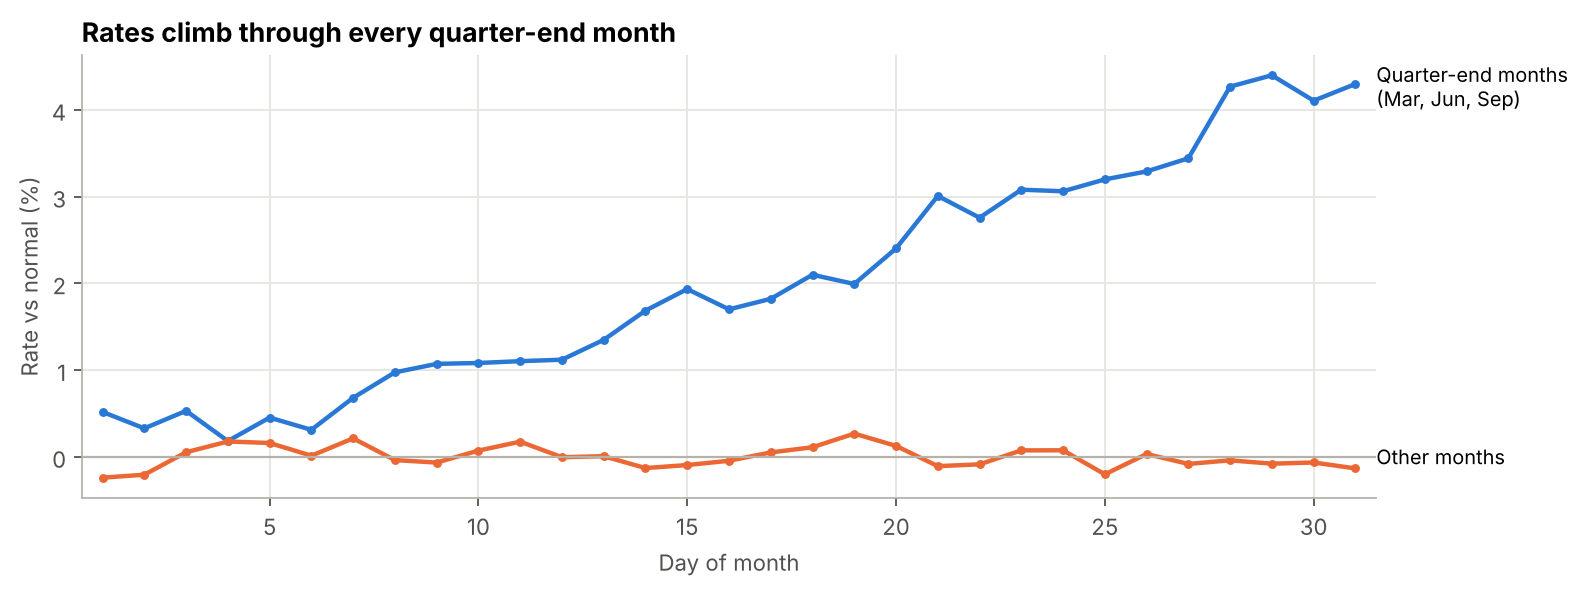 Rates climb through every quarter-end month
Rate vs normal (%)
4
3
2
1
0
Quarter-end months
(Mar, Jun, Sep)
Other months
5 10 15 20 25 30
Day of month